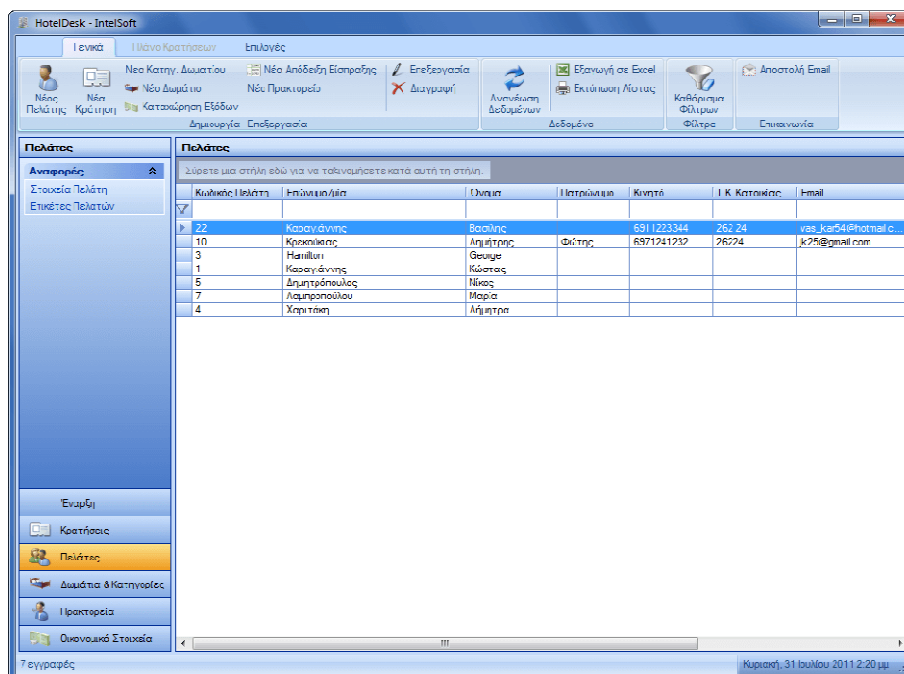 HotelDesk - IntelSoft
Γενικά Πλάνο Κρατήσεων Επιλογές
Νέος Πελάτης
Νέα Κράτηση
Νέα Κατηγ. Δωματίου
Νέο Δωμάτιο
Καταχώρηση Εξόδων
Νέα Απόδειξη Είσπραξης
Νέο Πρακτορείο
Επεξεργασία
Διαγραφή
Ανανέωση Δεδομένων
Εξαγωγή σε Excel
Εκτύπωση Λίστας
Καθάρισμα Φίλτρων
Αποστολή Email
Δημιουργία Επεξεργασία Δεδομένα Φίλτρα Επικοινωνία
Πελάτες
Αναφορές
Στοιχεία Πελάτη
Ετικέτες Πελατών
Έναρξη
Κρατήσεις
Πελάτες
Δωμάτια & Κατηγορίες
Πρακτορεία
Οικονομικά Στοιχεία
Πελάτες
Σύρετε μια στήλη εδώ για να ταξινομήσετε κατά αυτή τη στήλη.
Κωδικός Πελάτη Επώνυμο/μία Όνομα Πατρώνυμο Κινητό Τ.Κ. Κατοικίας Email
22 Καραγιάννης Βασίλης 6911223344 262 24 vas_kar54@hotmail.c...
10 Κρεκούκιας Δημήτρης Φώτης 6971241232 26224 jk25@gmail.com
3 Hamilton George
1 Καραγιάννης Κώστας
5 Δημητρόπουλος Νίκος
7 Λαμπροπούλου Μαρία
4 Χαριτάκη Δήμητρα
7 εγγραφές
Κυριακή, 31 Ιουλίου 2011 2:20 μμ